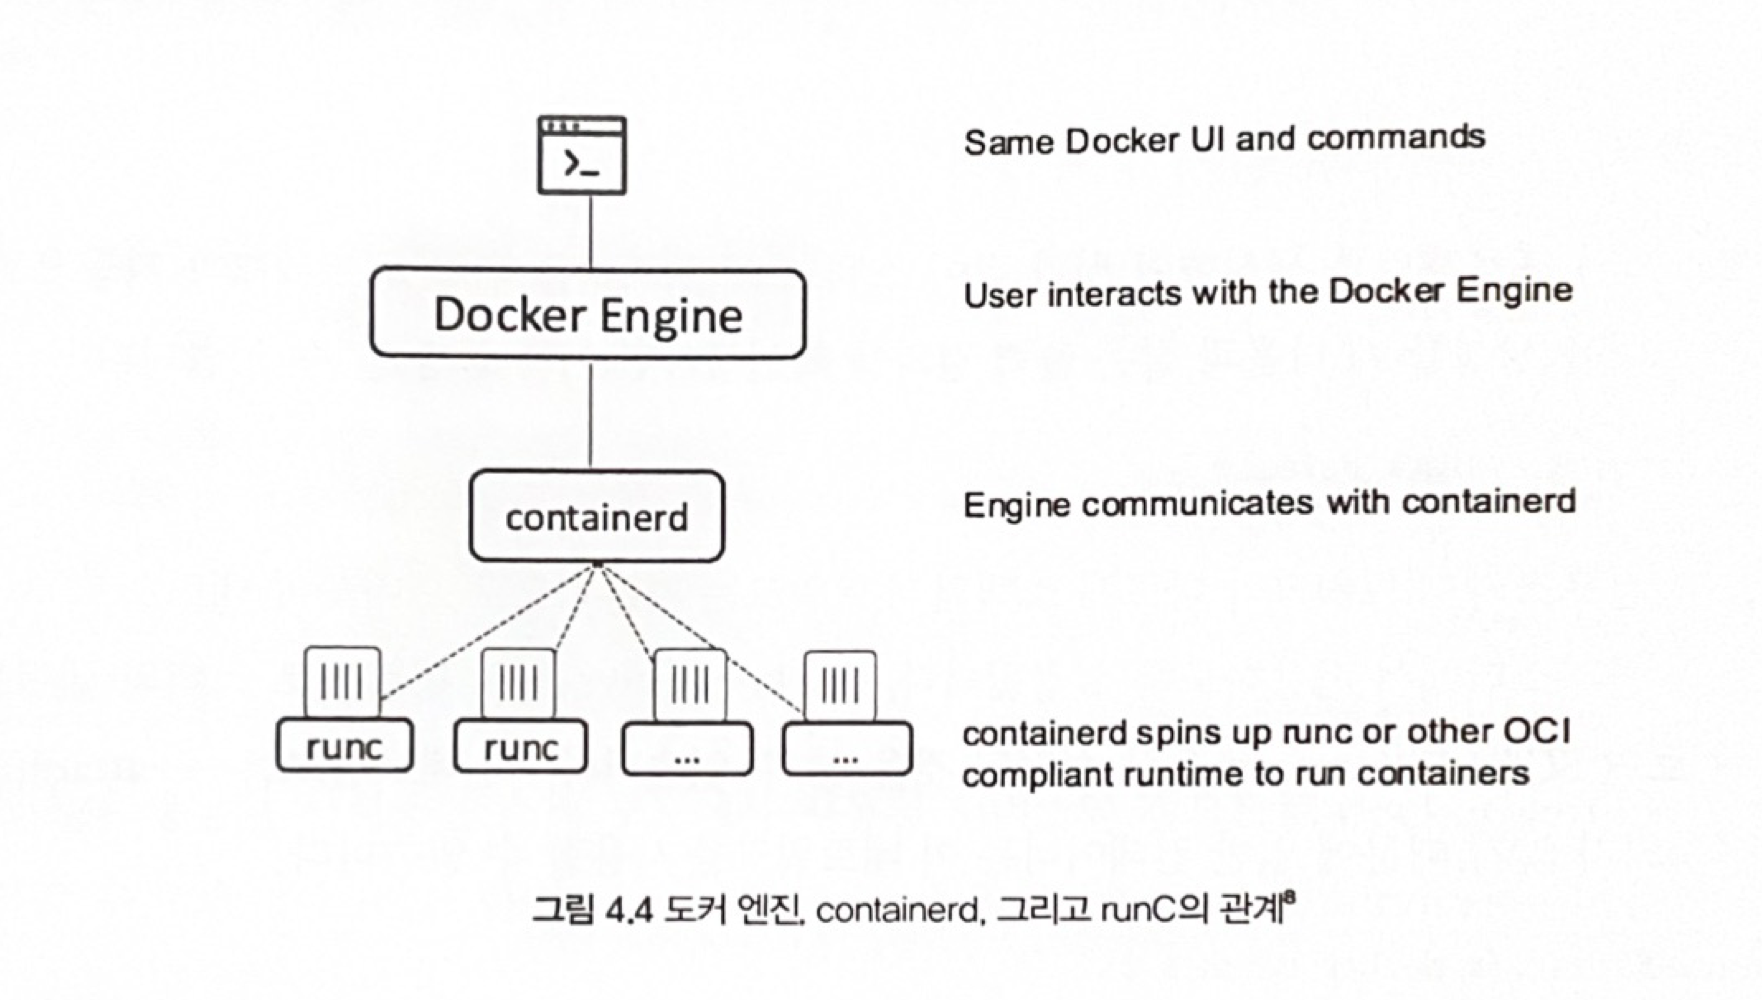 >_
Same Docker UI and commands
Docker Engine
User interacts with the Docker Engine
containerd
Engine communicates with containerd
runc
runc
...
...
containerd spins up runc or other OCI
compliant runtime to run containers
그림 4.4 도커 엔진, containerd, 그리고 runC의 관계⁸